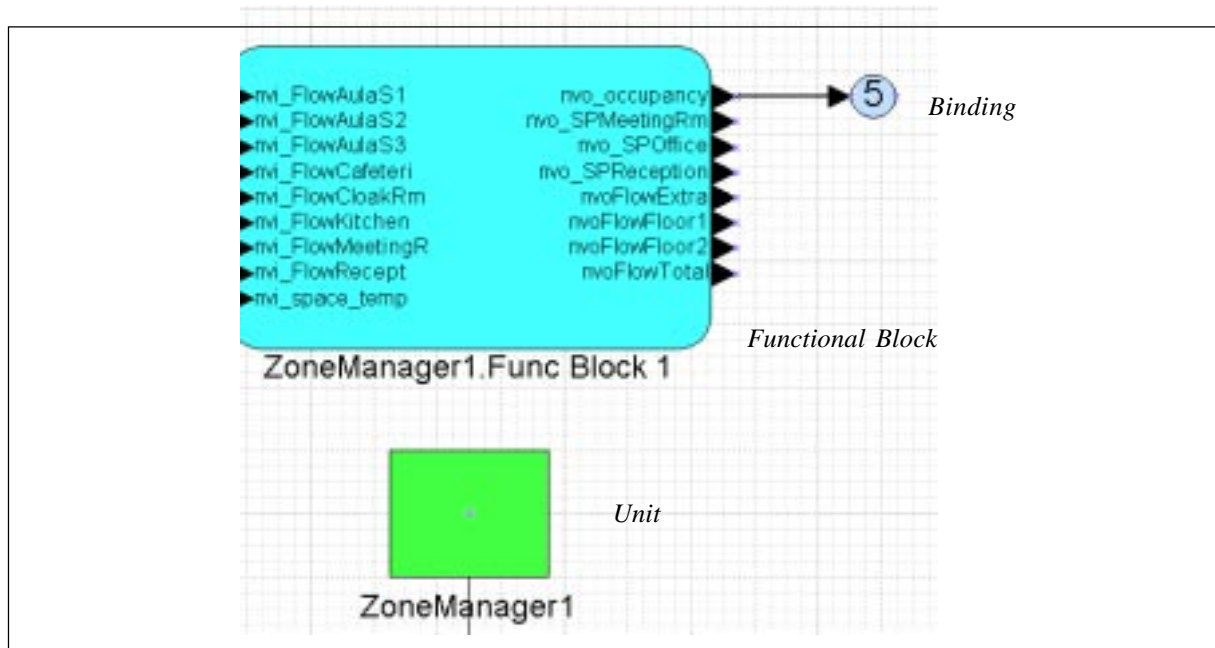 nvi_FlowAulaS1 nvo_occupancy 5 Binding
nvi_FlowAulaS2 nvo_SPMeetingRm
nvi_FlowAulaS3 nvo_SPOffice
nvi_FlowCafeteri nvo_SPReception
nvi_FlowCloakRm nvoFlowExtra
nvi_FlowKitchen nvoFlowFloor1
nvi_FlowMeetingR nvoFlowFloor2
nvi_FlowRecept nvoFlowTotal
nvi_space_temp
Functional Block
ZoneManager1.Func Block 1
Unit
ZoneManager1